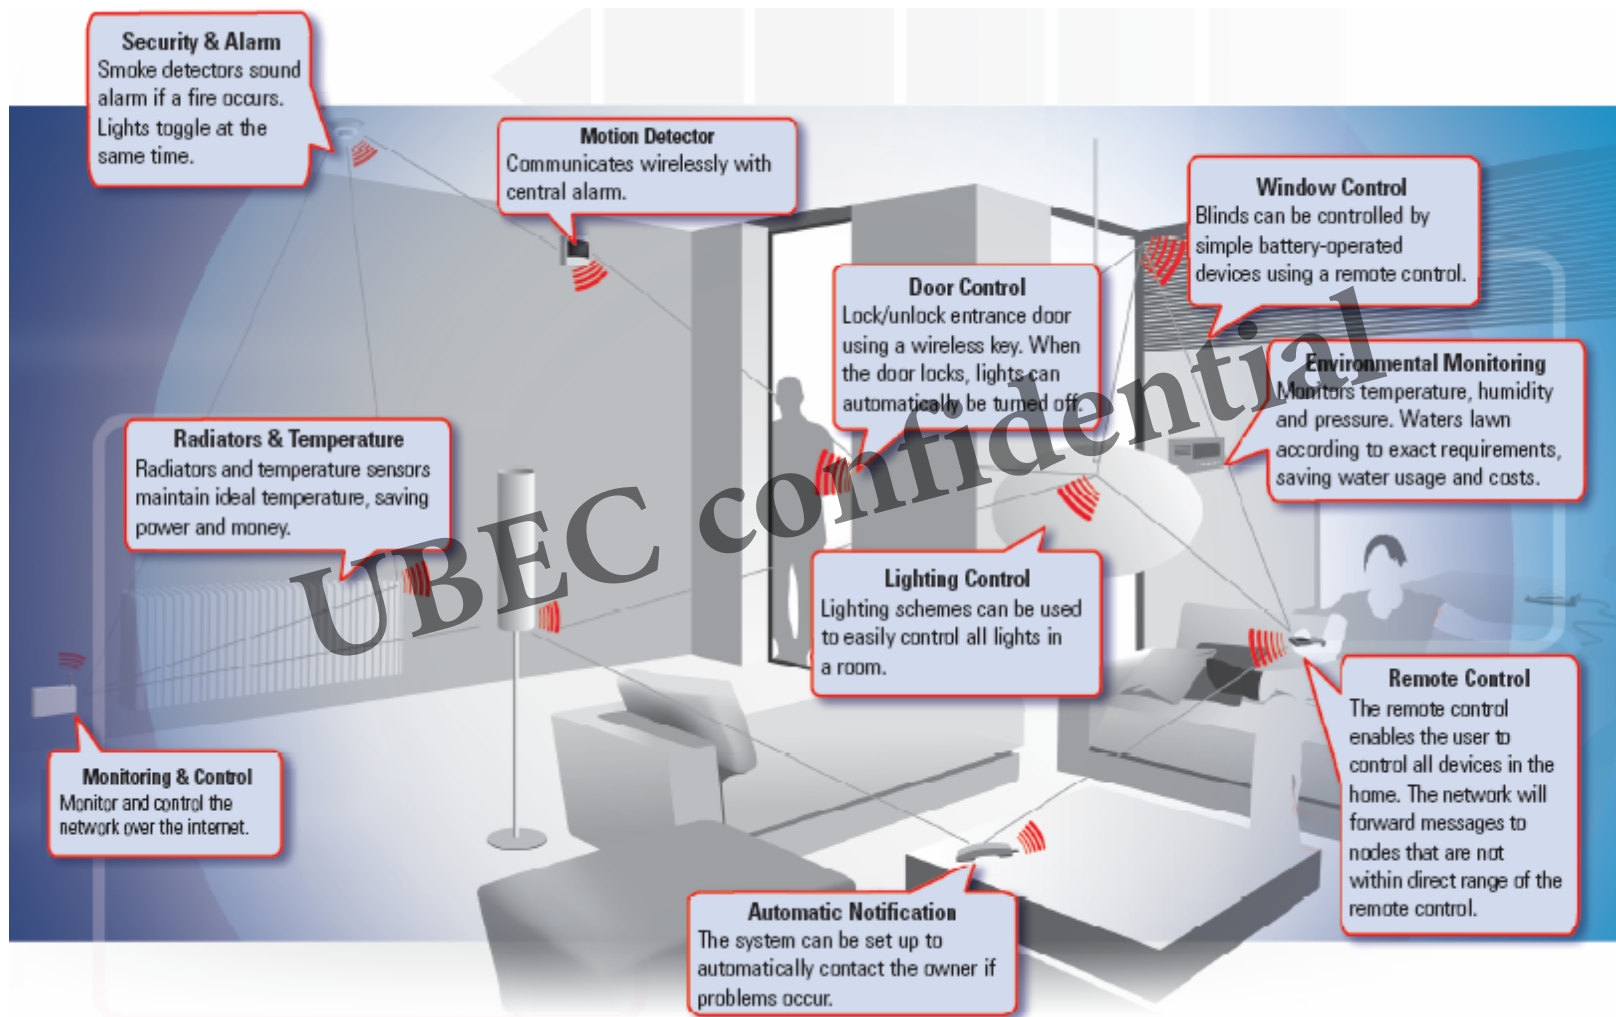 Security & Alarm
Smoke detectors sound
alarm if a fire occurs.
Lights toggle at the
same time.
Motion Detector
Communicates wirelessly with
central alarm.
Window Control
Blinds can be controlled by
simple battery-operated
devices using a remote control.
Door Control
Lock/unlock entrance door
using a wireless key. When
the door locks, lights can
automatically be turned off.
Environmental Monitoring
Monitors temperature, humidity
and pressure. Waters lawn
according to exact requirements,
saving water usage and costs.
Radiators & Temperature
Radiators and temperature sensors
maintain ideal temperature, saving
power and money.
UBEC confidential
Lighting Control
Lighting schemes can be used
to easily control all lights in
a room.
Remote Control
The remote control
enables the user to
control all devices in the
home. The network will
forward messages to
nodes that are not
within direct range of the
remote control.
Monitoring & Control
Monitor and control the
network over the internet.
Automatic Notification
The system can be set up to
automatically contact the owner if
problems occur.